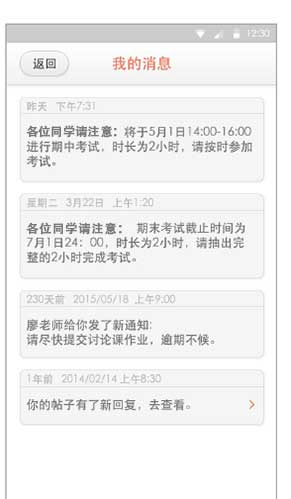 12:30
返回 我的消息
昨天 下午7:31
各位同学请注意：将于5月1日14:00-16:00
进行期中考试，时长为2小时，请按时参加
考试。
星期二 3月22日 上午1:20
各位同学请注意： 期末考试截止时间为
7月1日24：00，时长为2小时，请抽出完
整的2小时完成考试。
230天前 2015/05/18 上午9:00
廖老师给你发了新通知:
请尽快提交讨论课作业，逾期不候。
1年前 2014/02/14 上午8:30
你的帖子有了新回复，去查看。